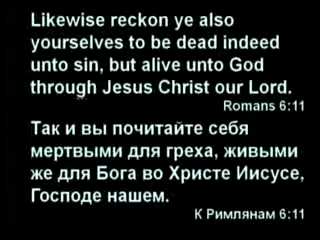 Likewise reckon ye also
yourselves to be dead indeed
unto sin, but alive unto God
through Jesus Christ our Lord.
Romans 6:11
Так и вы почитайте себя
мертвыми для греха, живыми
же для Бога во Христе Иисусе,
Господе нашем.
К Римлянам 6:11